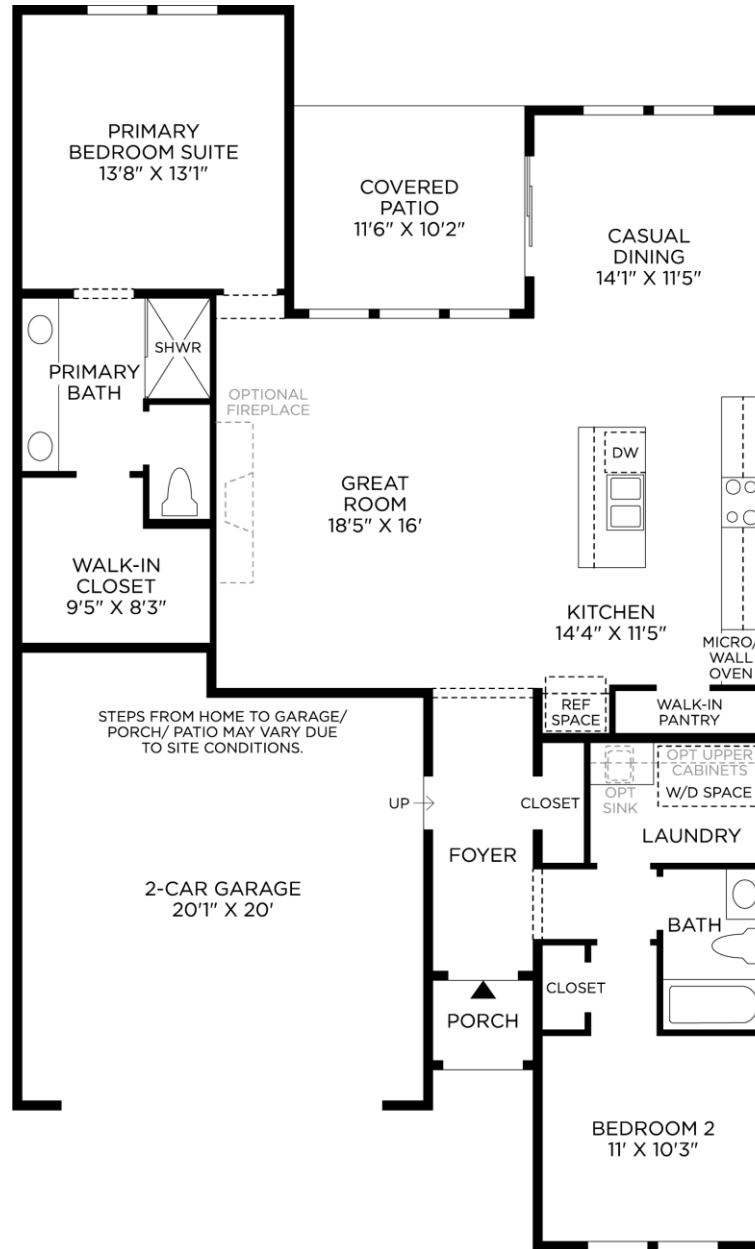 PRIMARY
BEDROOM SUITE
13'8" X 13'1"
COVERED
PATIO
11'6" X 10'2"
CASUAL
DINING
14'1" X 11'5"
SHWR
PRIMARY
BATH
OPTIONAL
FIREPLACE
DW
GREAT
ROOM
18'5" X 16'
WALK-IN
CLOSET
9'5" X 8'3"
KITCHEN
14'4" X 11'5"
MICRO/
WALL
OVEN
REF
SPACE
WALK-IN
PANTRY
STEPS FROM HOME TO GARAGE/
PORCH/ PATIO MAY VARY DUE
TO SITE CONDITIONS.
OPT UPPER
CABINETS
W/D SPACE
OPT
SINK
UP
CLOSET
LAUNDRY
FOYER
2-CAR GARAGE
20'1" X 20'
BATH
CLOSET
PORCH
BEDROOM 2
11' X 10'3"